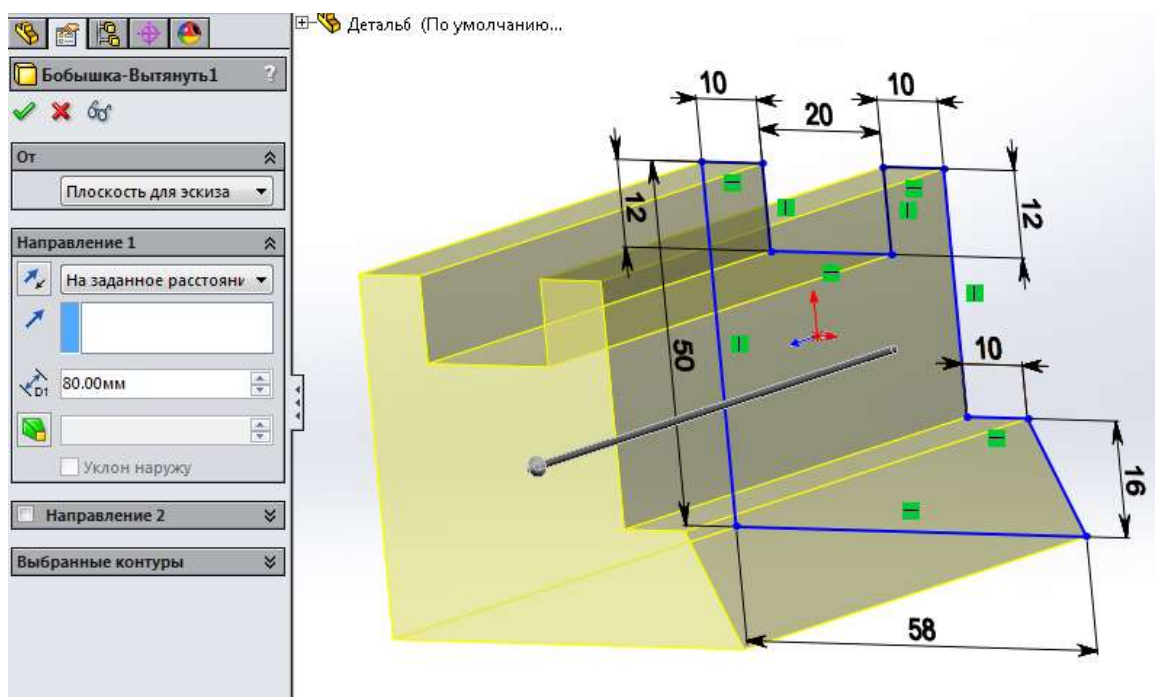 Деталь6 (По умолчанию...
Бобышка-Вытянуть1 ?
От
Плоскость для эскиза
Направление 1
На заданное расстояни
D1 80.00мм
Уклон наружу
Направление 2
Выбранные контуры
10
10
20
12
12
50
10
16
58